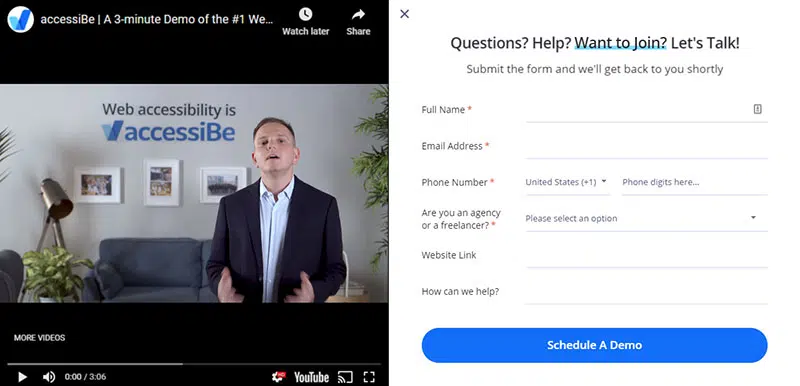 accessiBe | A 3-minute Demo of the #1 We...
Watch later
Share
Web accessibility is
accessiBe
MORE VIDEOS
0:00 / 3:06
HD
YouTube
Questions? Help? Want to Join? Let's Talk!
Submit the form and we'll get back to you shortly
Full Name *
Email Address *
Phone Number *
United States (+1)
Phone digits here...
Are you an agency
or a freelancer? *
Please select an option
Website Link
How can we help?
Schedule A Demo